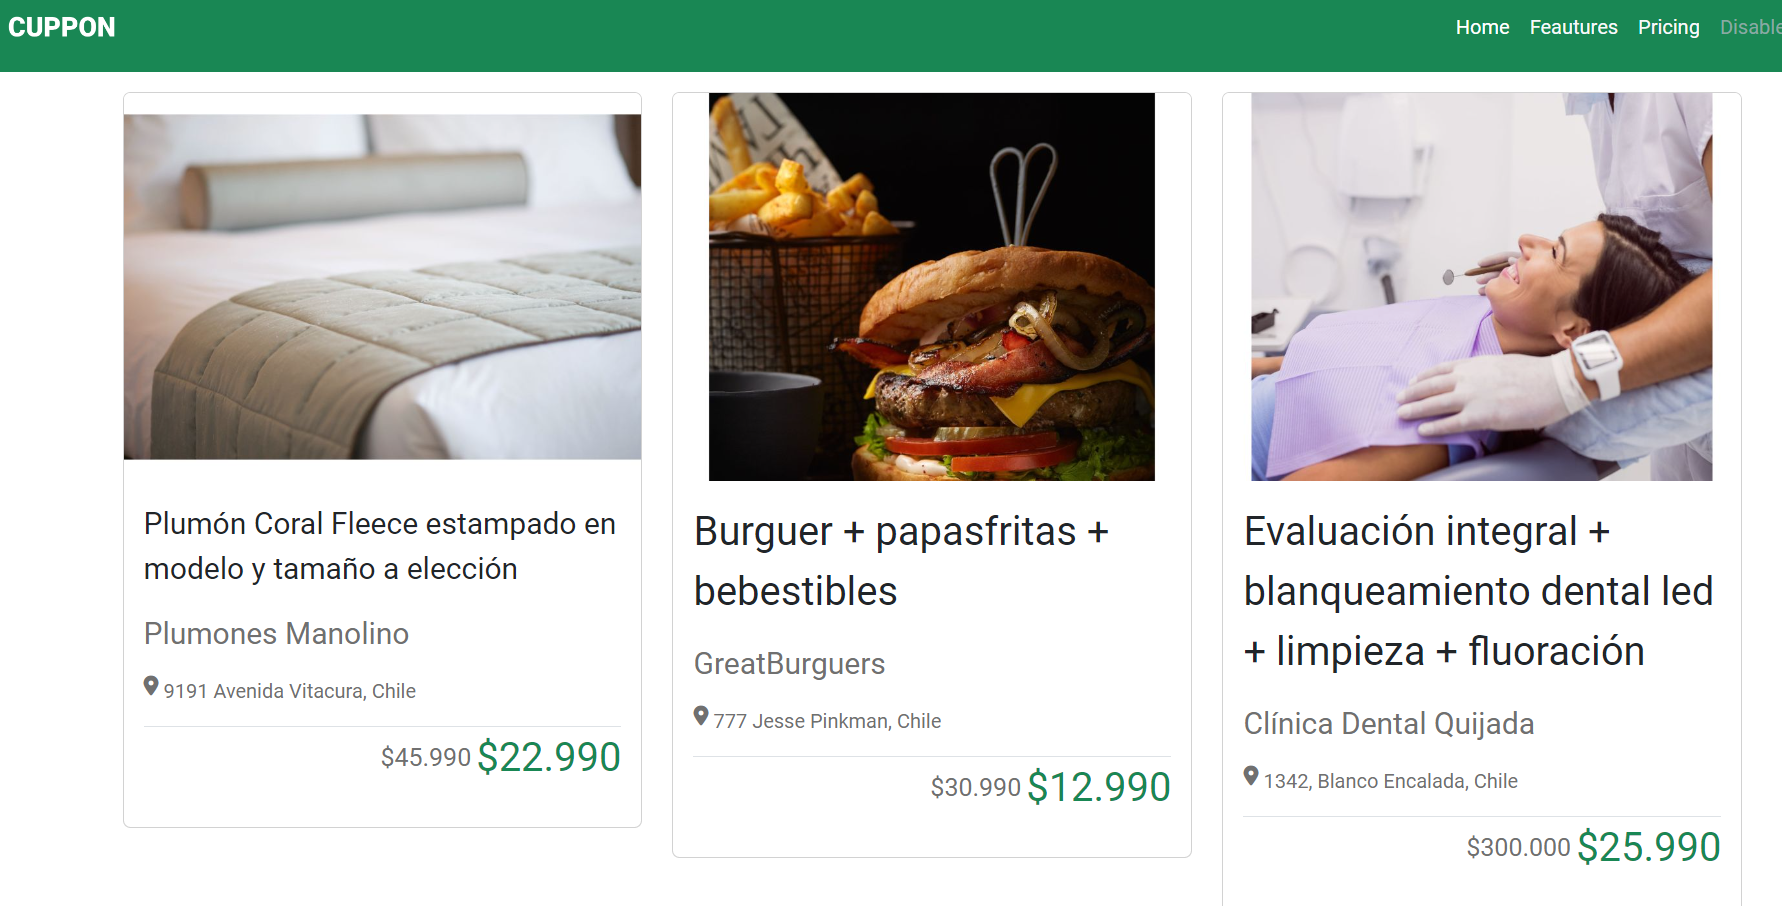 CUPPON
Home Feautures Pricing Disable
Plumón Coral Fleece estampado en
modelo y tamaño a elección
Plumones Manolino
9191 Avenida Vitacura, Chile
$45.990 $22.990
Burguer + papasfritas +
bebestibles
GreatBurguers
777 Jesse Pinkman, Chile
$30.990 $12.990
Evaluación integral +
blanqueamiento dental led
+ limpieza + fluoración
Clínica Dental Quijada
1342, Blanco Encalada, Chile
$300.000 $25.990